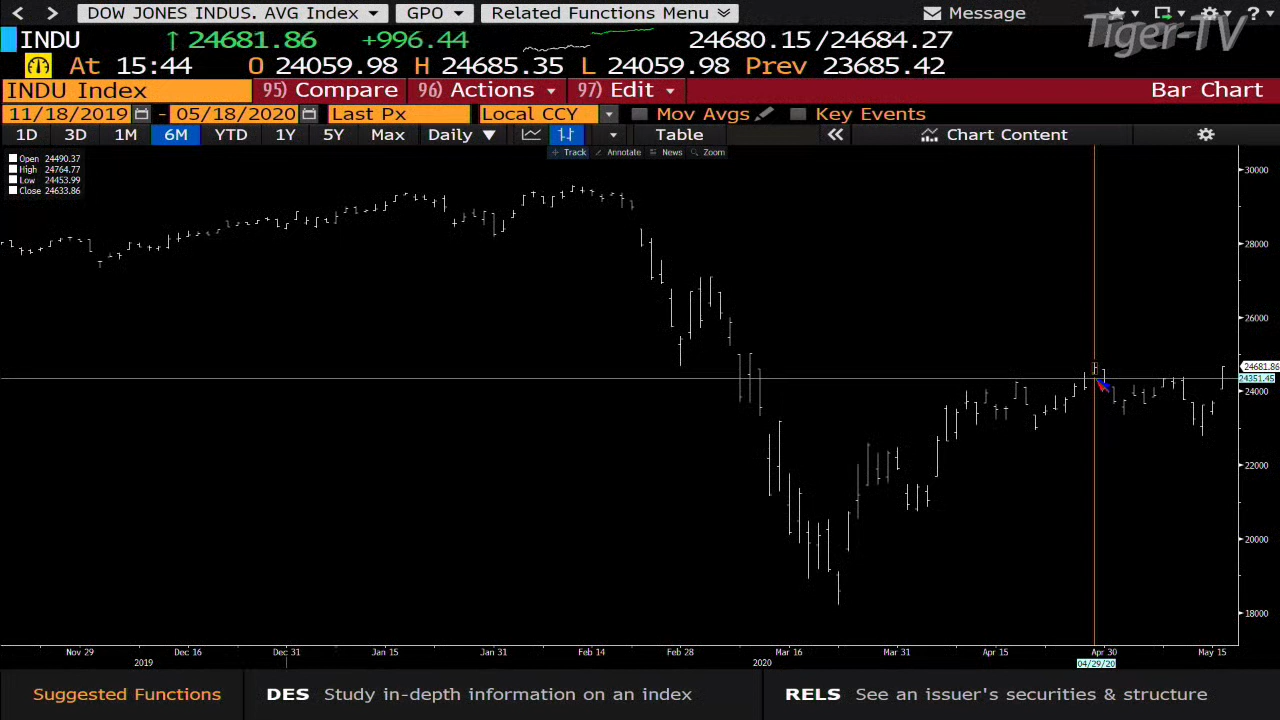 DOW JONES INDUS. AVG Index GPO Related Functions Menu Message ?
Tiger-TV
INDU ↑ 24681.86 +996.44 24680.15/24684.27
At 15:44 O 24059.98 H 24685.35 L 24059.98 Prev 23685.42
INDU Index 95) Compare 96) Actions 97) Edit Bar Chart
11/18/2019 - 05/18/2020 Last Px Local CCY Mov Avgs Key Events
1D 3D 1M 6M YTD 1Y 5Y Max Daily ▼ Table « Chart Content
Track Annotate News Zoom
Open 24490.37
High 24764.77
Low 24453.99
Close 24633.86
30000
28000
26000
24681.86
24351.45
24000
22000
20000
18000
Nov 29 Dec 16 Dec 31 Jan 15 Jan 31 Feb 14 Feb 28 Mar 16 Mar 31 Apr 15 Apr 30 May 15
2019 2020 04/29/20
Suggested Functions DES Study in-depth information on an index RELS See an issuer's securities & structure